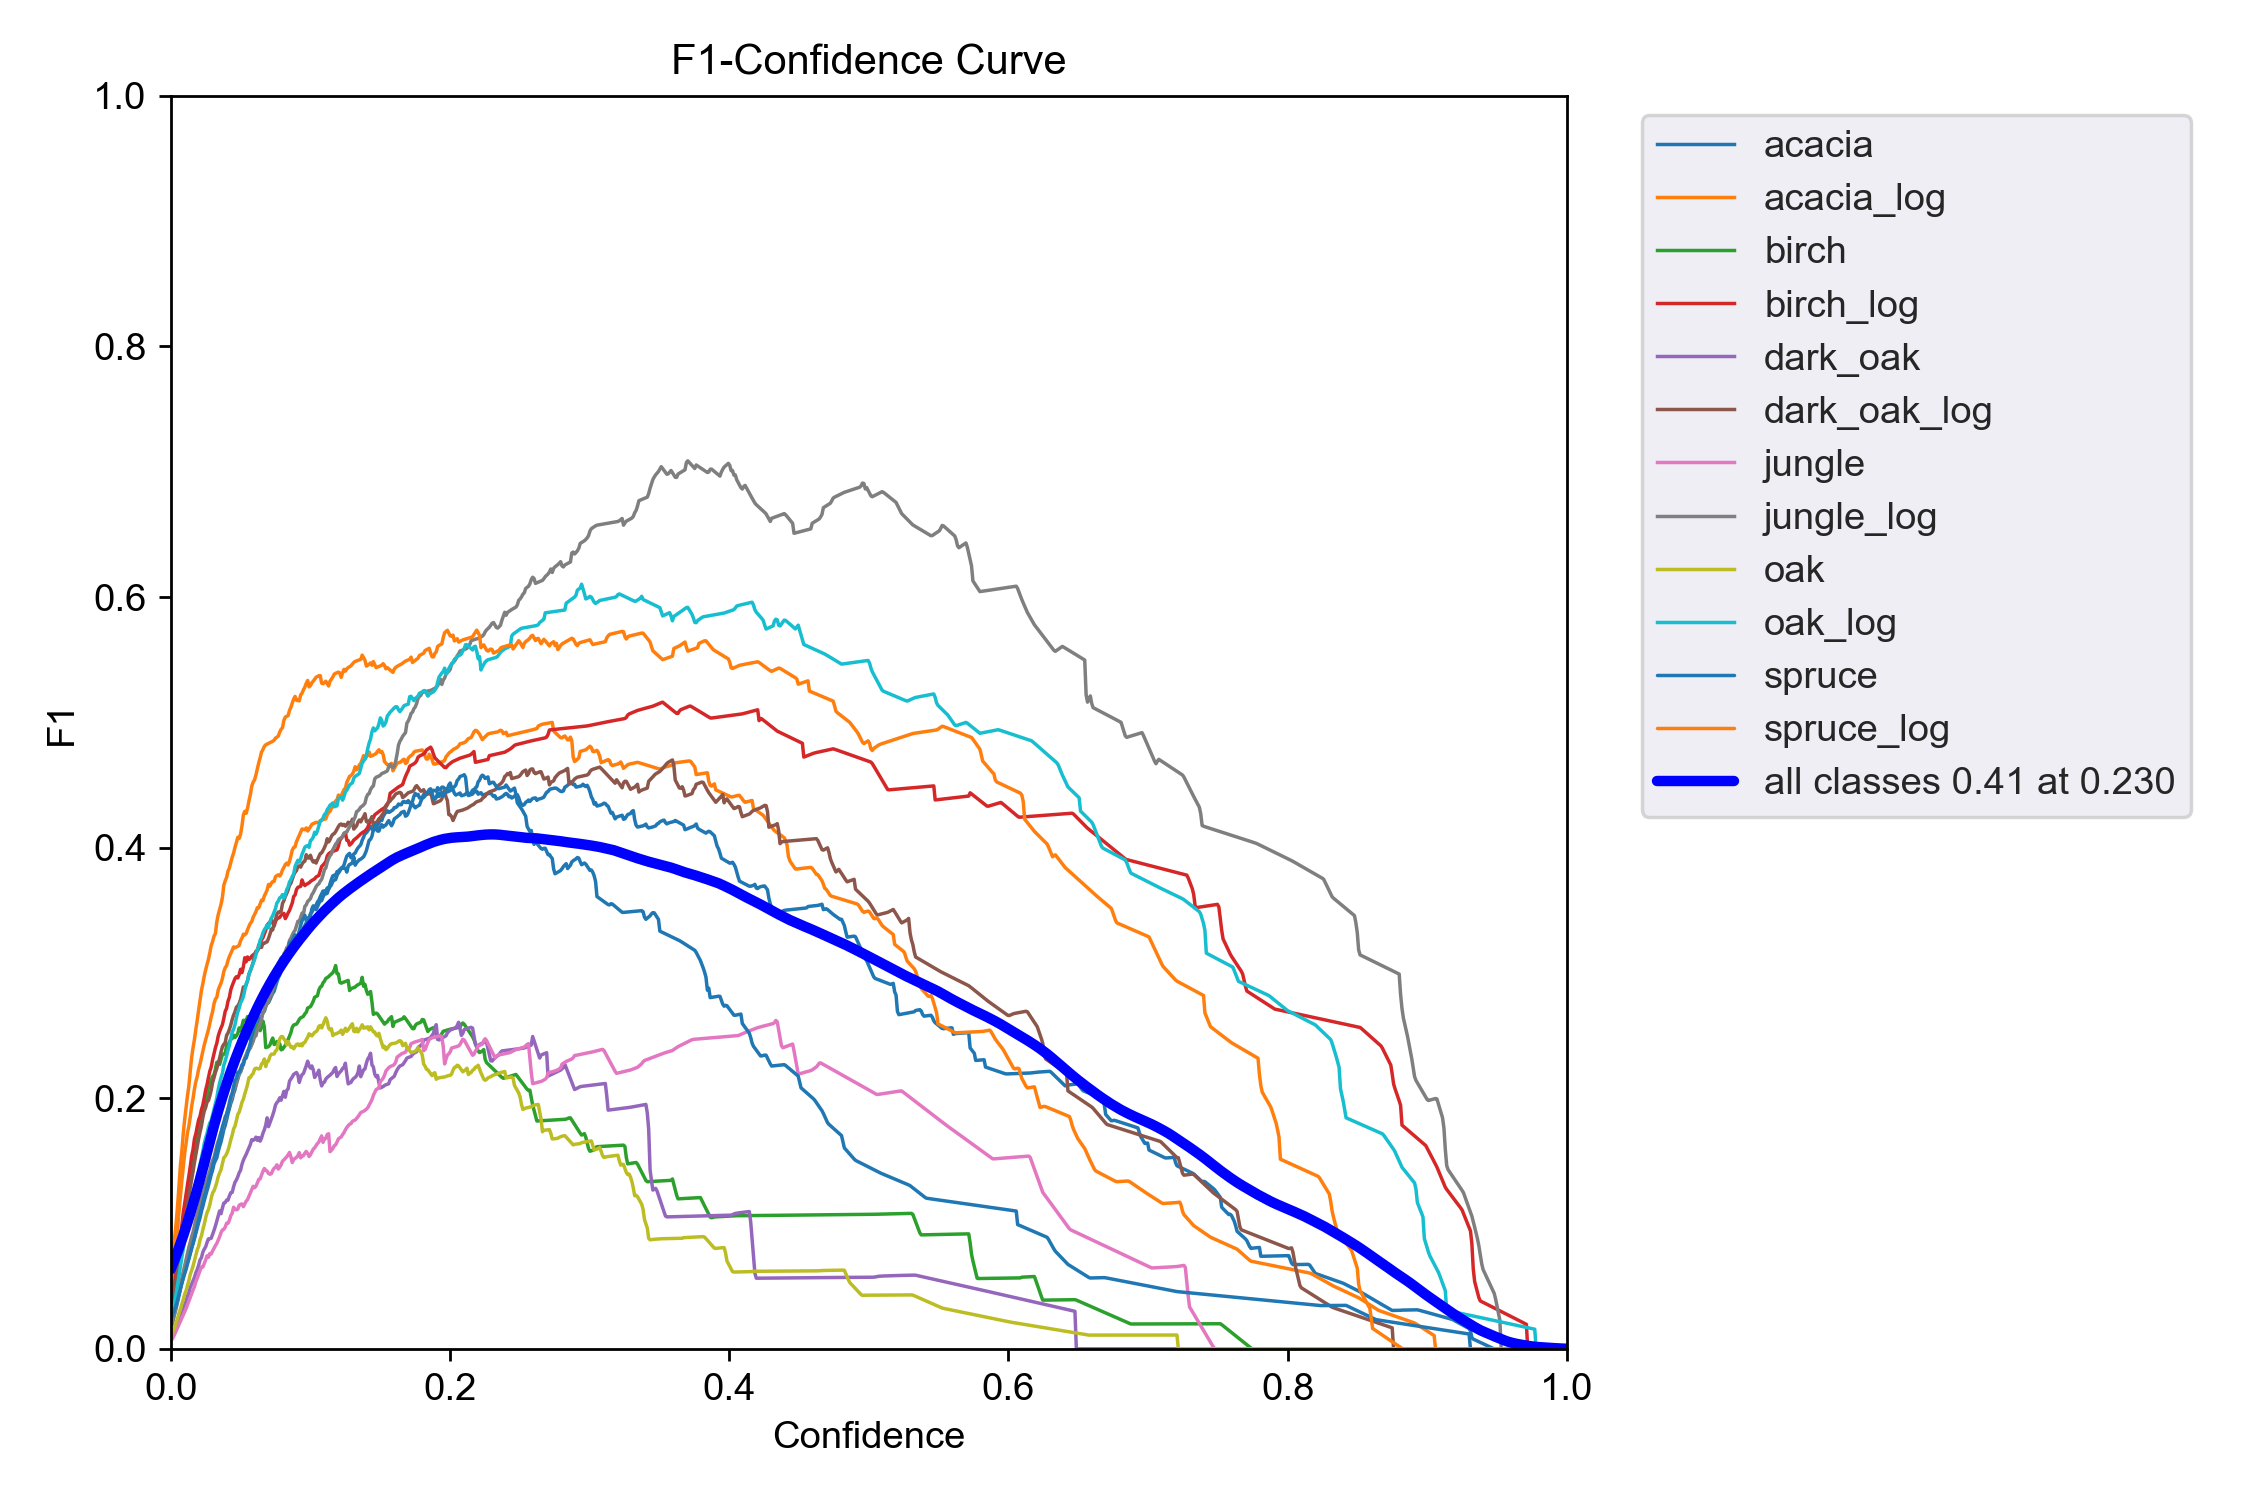 F1-Confidence Curve
1.0
0.8
0.6
0.4
0.2
0.0
F1
0.0 0.2 0.4 0.6 0.8 1.0
Confidence
acacia
acacia_log
birch
birch_log
dark_oak
dark_oak_log
jungle
jungle_log
oak
oak_log
spruce
spruce_log
all classes 0.41 at 0.230